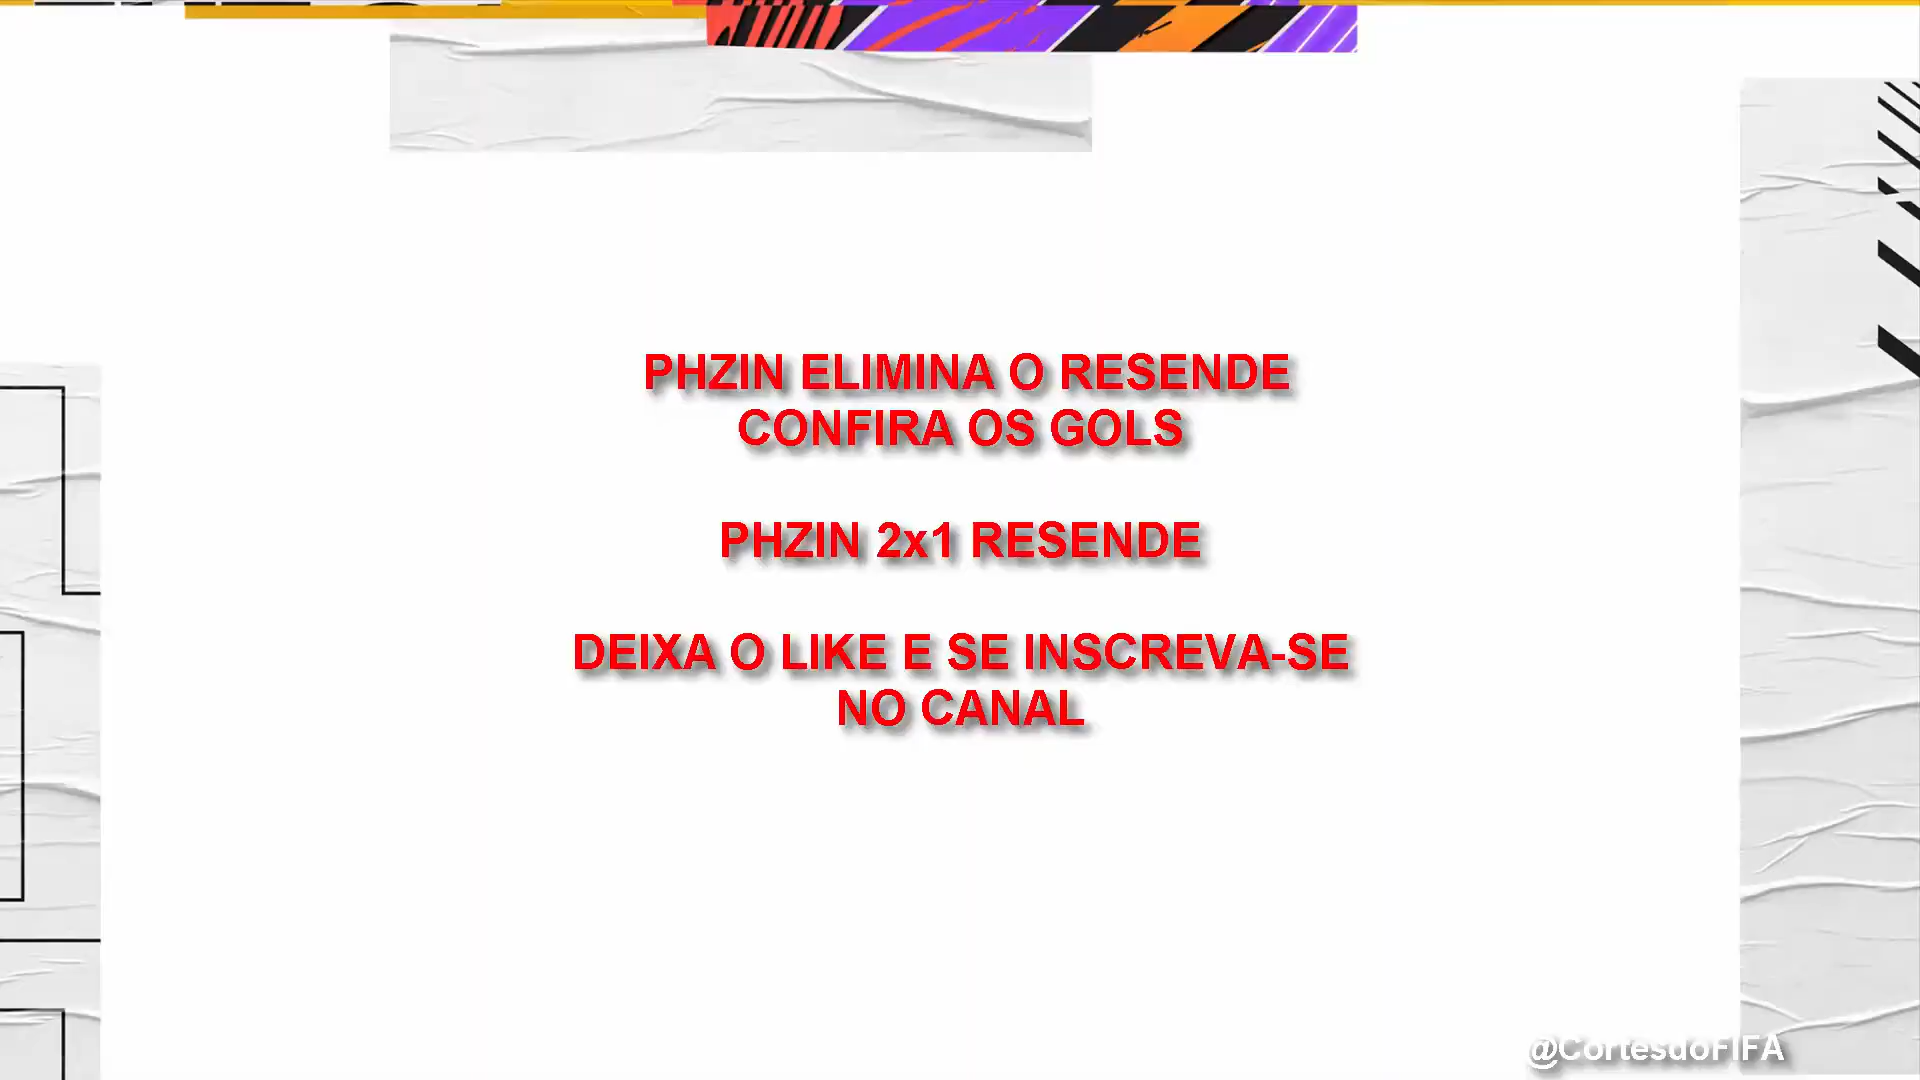 PHZIN ELIMINA O RESENDE
CONFIRA OS GOLS
PHZIN 2x1 RESENDE
DEIXA O LIKE E SE INSCREVA-SE
NO CANAL
@CortesdoFIFA